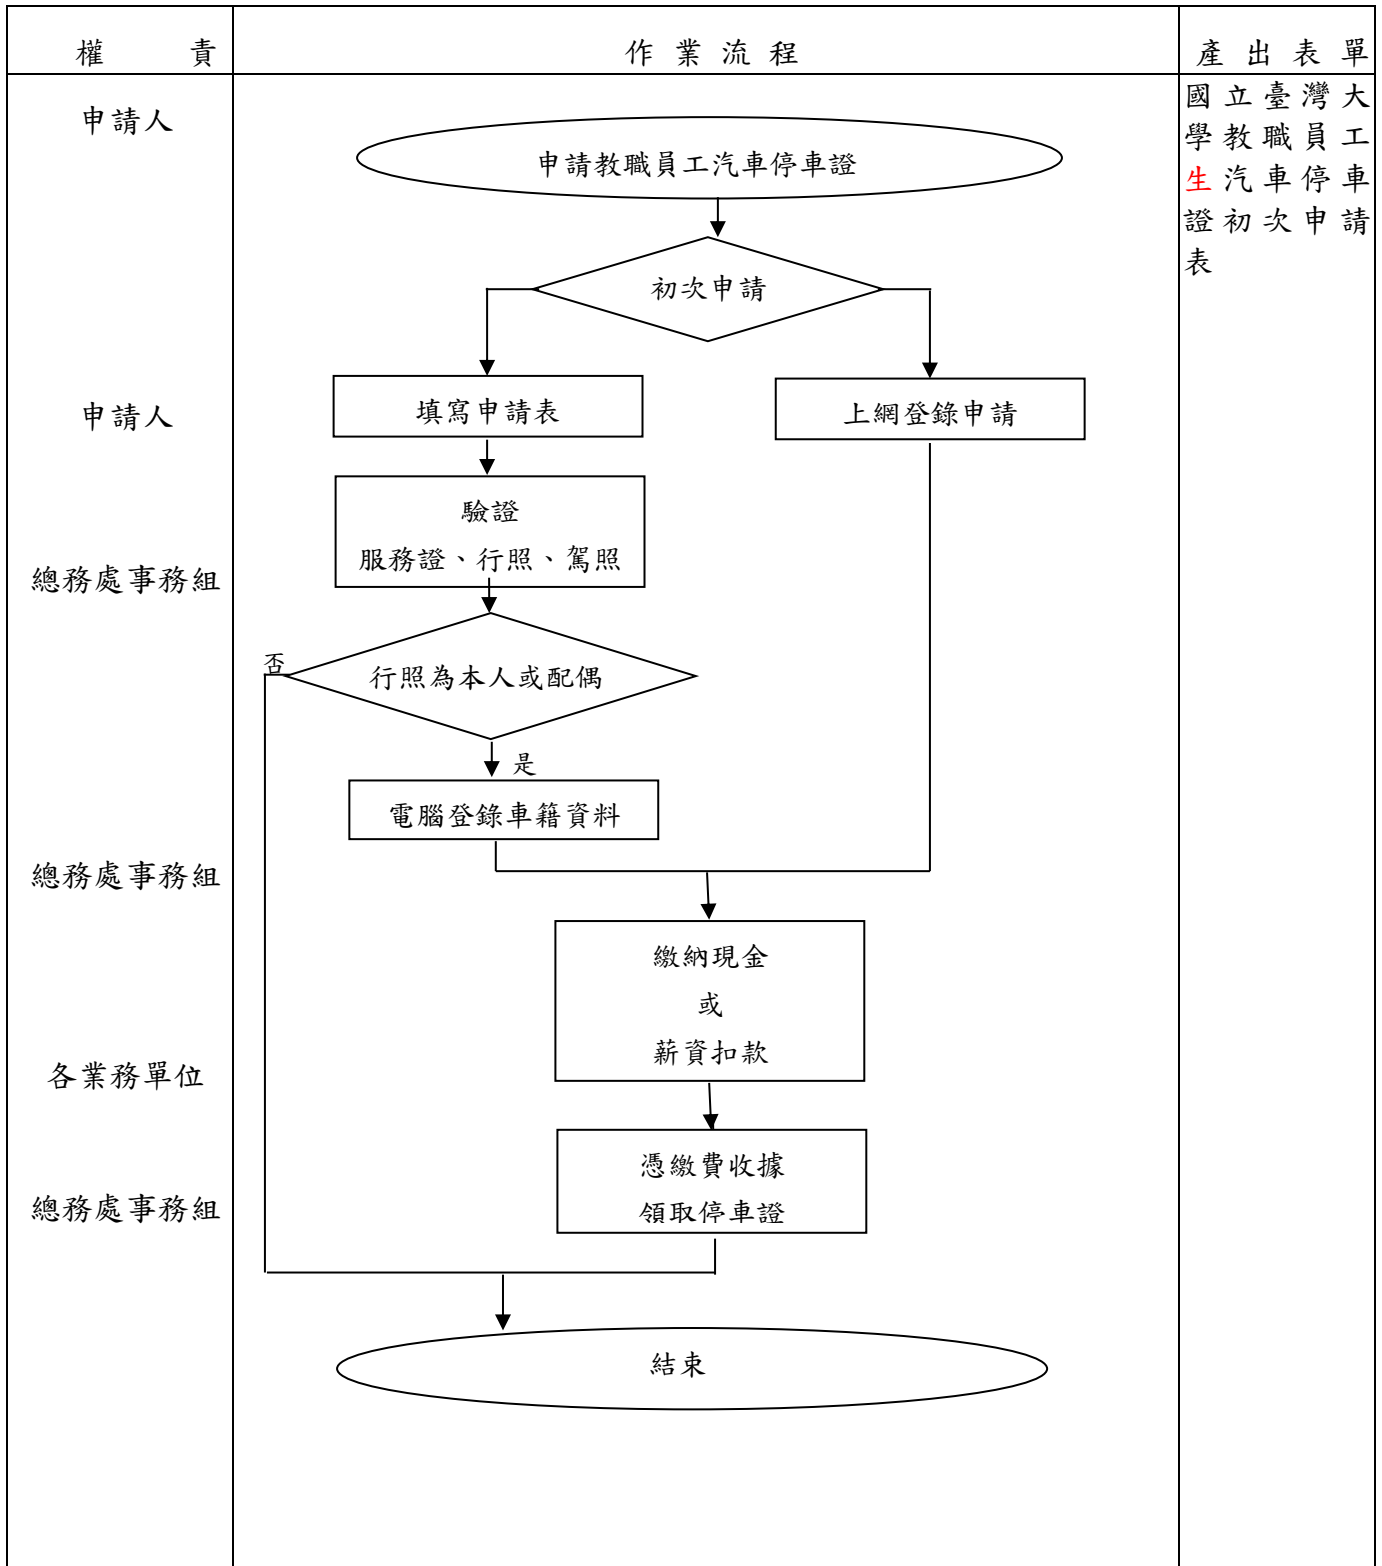 權責
作業流程
產出表單
申請人
國立臺灣大
學教職員工
生汽車停車
證初次申請
表
申請教職員工汽車停車證
初次申請
申請人
填寫申請表
上網登錄申請
驗證
服務證、行照、駕照
總務處事務組
否
行照為本人或配偶
是
電腦登錄車籍資料
總務處事務組
繳納現金
或
薪資扣款
各業務單位
憑繳費收據
領取停車證
總務處事務組
結束